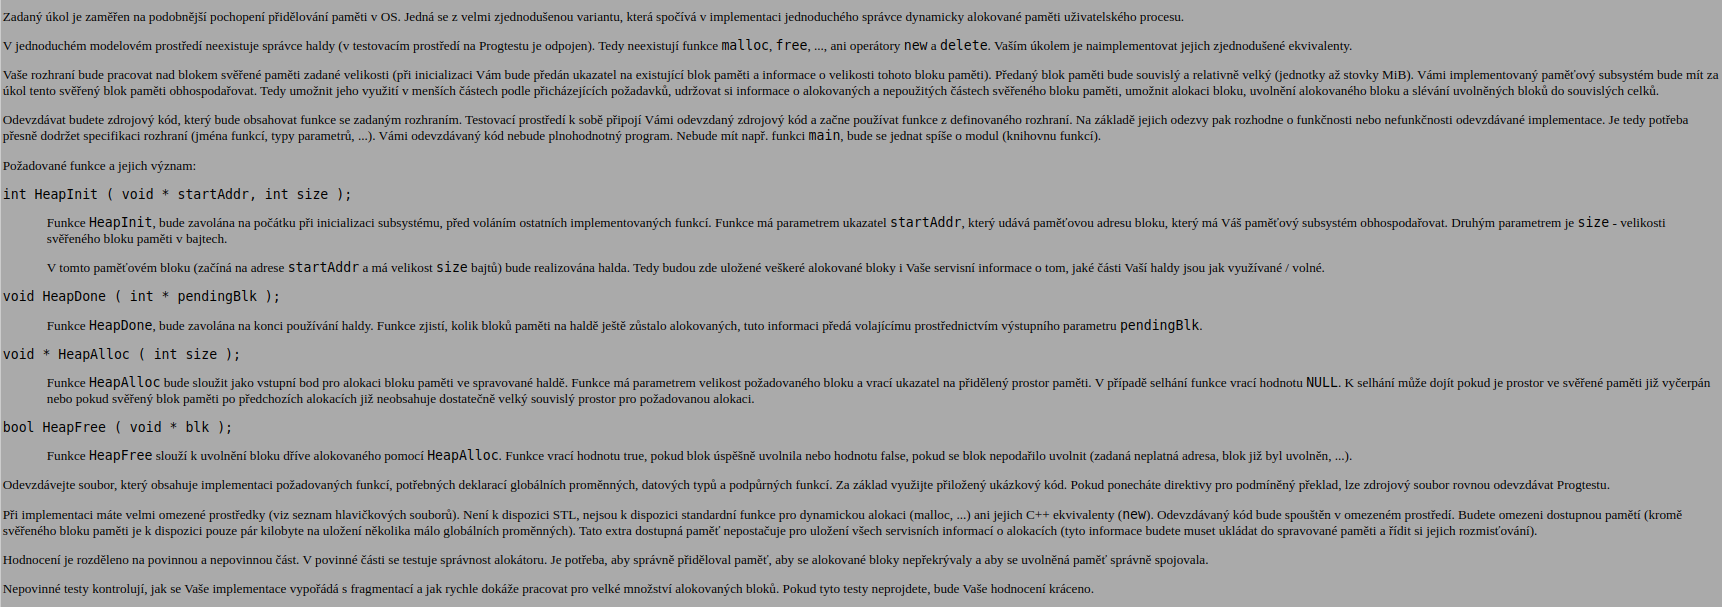 Zadaný úkol je zaměřen na podobnější pochopení přidělování paměti v OS. Jedná se z velmi zjednodušenou variantu, která spočívá v implementaci jednoduchého správce dynamicky alokované paměti uživatelského procesu.
V jednoduchém modelovém prostředí neexistuje správce haldy (v testovacím prostředí na Progtestu je odpojen). Tedy neexistují funkce malloc, free, ..., ani operátory new a delete. Vaším úkolem je naimplementovat jejich zjednodušené ekvivalenty.
Vaše rozhraní bude pracovat nad blokem svěřené paměti zadané velikosti (při inicializaci Vám bude předán ukazatel na existující blok paměti a informace o velikosti tohoto bloku paměti). Předaný blok paměti bude souvislý a relativně velký (jednotky až stovky MiB). Vámi implementovaný paměťový subsystém bude mít za
úkol tento svěřený blok paměti obhospodařovat. Tedy umožnit jeho využití v menších částech podle přicházejících požadavků, udržovat si informace o alokovaných a nepoužitých částech svěřeného bloku paměti, umožnit alokaci bloku, uvolnění alokovaného bloku a slévání uvolněných bloků do souvislých celků.
Odevzdávat budete zdrojový kód, který bude obsahovat funkce se zadaným rozhraním. Testovací prostředí k sobě připojí Vámi odevzdaný zdrojový kód a začne používat funkce z definovaného rozhraní. Na základě jejich odezvy pak rozhodne o funkčnosti nebo nefunkčnosti odevzdávané implementace. Je tedy potřeba
přesně dodržet specifikaci rozhraní (jména funkcí, typy parametrů, ...). Vámi odevzdávaný kód nebude plnohodnotný program. Nebude mít např. funkci main, bude se jednat spíše o modul (knihovnu funkcí).
Požadované funkce a jejich význam:
int HeapInit ( void * startAddr, int size );
Funkce HeapInit, bude zavolána na počátku při inicializaci subsystému, před voláním ostatních implementovaných funkcí. Funkce má parametrem ukazatel startAddr, který udává paměťovou adresu bloku, který má Váš paměťový subsystém obhospodařovat. Druhým parametrem je size - velikosti
svěřeného bloku paměti v bajtech.
V tomto paměťovém bloku (začíná na adrese startAddr a má velikost size bajtů) bude realizována halda. Tedy budou zde uložené veškeré alokované bloky i Vaše servisní informace o tom, jaké části Vaší haldy jsou jak využívané / volné.
void HeapDone ( int * pendingBlk );
Funkce HeapDone, bude zavolána na konci používání haldy. Funkce zjistí, kolik bloků paměti na haldě ještě zůstalo alokovaných, tuto informaci předá volajícímu prostřednictvím výstupního parametru pendingBlk.
void * HeapAlloc ( int size );
Funkce HeapAlloc bude sloužit jako vstupní bod pro alokaci bloku paměti ve spravované haldě. Funkce má parametrem velikost požadovaného bloku a vrací ukazatel na přidělený prostor paměti. V případě selhání funkce vrací hodnotu NULL. K selhání může dojít pokud je prostor ve svěřené paměti již vyčerpán
nebo pokud svěřený blok paměti po předchozích alokacích již neobsahuje dostatečně velký souvislý prostor pro požadovanou alokaci.
bool HeapFree ( void * blk );
Funkce HeapFree slouží k uvolnění bloku dříve alokovaného pomocí HeapAlloc. Funkce vrací hodnotu true, pokud blok úspěšně uvolnila nebo hodnotu false, pokud se blok nepodařilo uvolnit (zadaná neplatná adresa, blok již byl uvolněn, ...).
Odevzdávejte soubor, který obsahuje implementaci požadovaných funkcí, potřebných deklarací globálních proměnných, datových typů a podpůrných funkcí. Za základ využijte přiložený ukázkový kód. Pokud ponecháte direktivy pro podmíněný překlad, lze zdrojový soubor rovnou odevzdávat Progtestu.
Při implementaci máte velmi omezené prostředky (viz seznam hlavičkových souborů). Není k dispozici STL, nejsou k dispozici standardní funkce pro dynamickou alokaci (malloc, ...) ani jejich C++ ekvivalenty (new). Odevzdávaný kód bude spouštěn v omezeném prostředí. Budete omezeni dostupnou pamětí (kromě
svěřeného bloku paměti je k dispozici pouze pár kilobyte na uložení několika málo globálních proměnných). Tato extra dostupná paměť nepostačuje pro uložení všech servisních informací o alokacích (tyto informace budete muset ukládat do spravované paměti a řídit si jejich rozmisťování).
Hodnocení je rozděleno na povinnou a nepovinnou část. V povinné části se testuje správnost alokátoru. Je potřeba, aby správně přiděloval paměť, aby se alokované bloky nepřekrývaly a aby se uvolněná paměť správně spojovala.
Nepovinné testy kontrolují, jak se Vaše implementace vypořádá s fragmentací a jak rychle dokáže pracovat pro velké množství alokovaných bloků. Pokud tyto testy neprojdete, bude Vaše hodnocení kráceno.